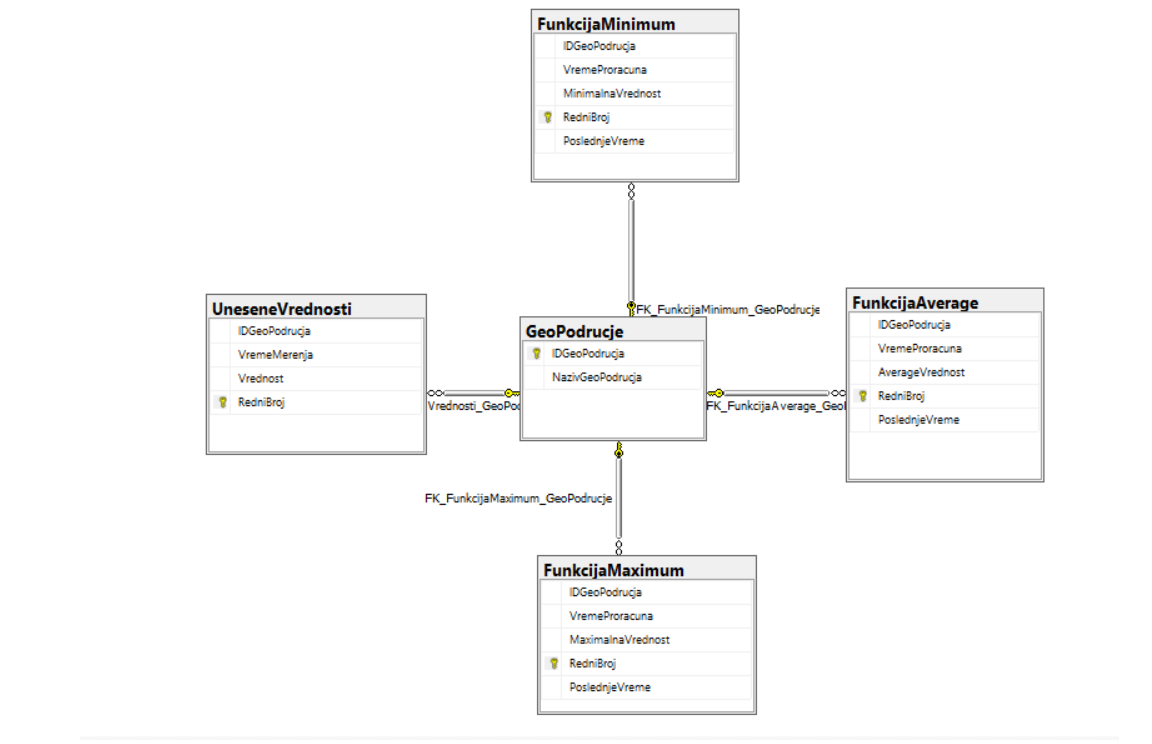 FunkcijaMinimum
IDGeoPodrucja
VremeProracuna
MinimalnaVrednost
RedniBroj
PoslednjeVreme
FK_FunkcijaMinimum_GeoPodrucje
UneseneVrednosti
IDGeoPodrucja
VremeMerenja
Vrednost
RedniBroj
Vrednosti_GeoPod
GeoPodrucje
IDGeoPodrucja
NazivGeoPodrucja
FK_FunkcijaAverage_GeoP
FunkcijaAverage
IDGeoPodrucja
VremeProracuna
AverageVrednost
RedniBroj
PoslednjeVreme
FK_FunkcijaMaximum_GeoPodrucje
FunkcijaMaximum
IDGeoPodrucja
VremeProracuna
MaximalnaVrednost
RedniBroj
PoslednjeVreme